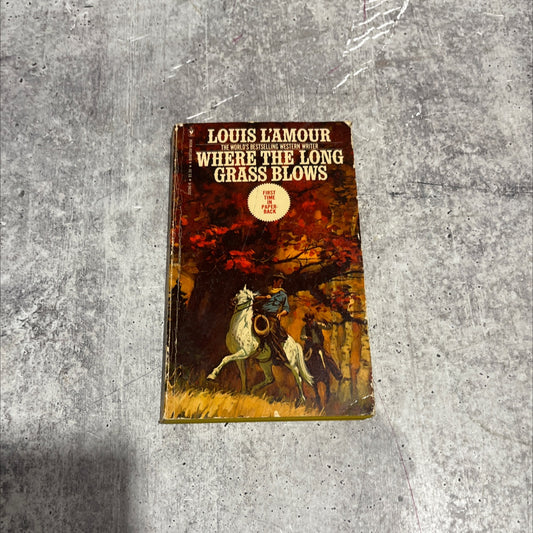 LOUIS L'AMOUR
THE WORLD'S BESTSELLING WESTERN WRITER
WHERE THE LONG
GRASS BLOWS
FIRST
TIME
IN
PAPER-
BACK